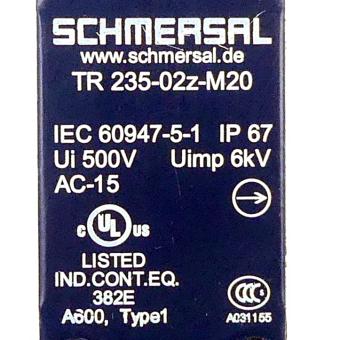 SCHMERSAL
www.schmersal.de
TR 235-02z-M20
IEC 60947-5-1 IP 67
Ui 500V Uimp 6kV
AC-15
C UL US
LISTED
IND.CONT.EQ.
382E
A600, Type1
CCC S
A031155